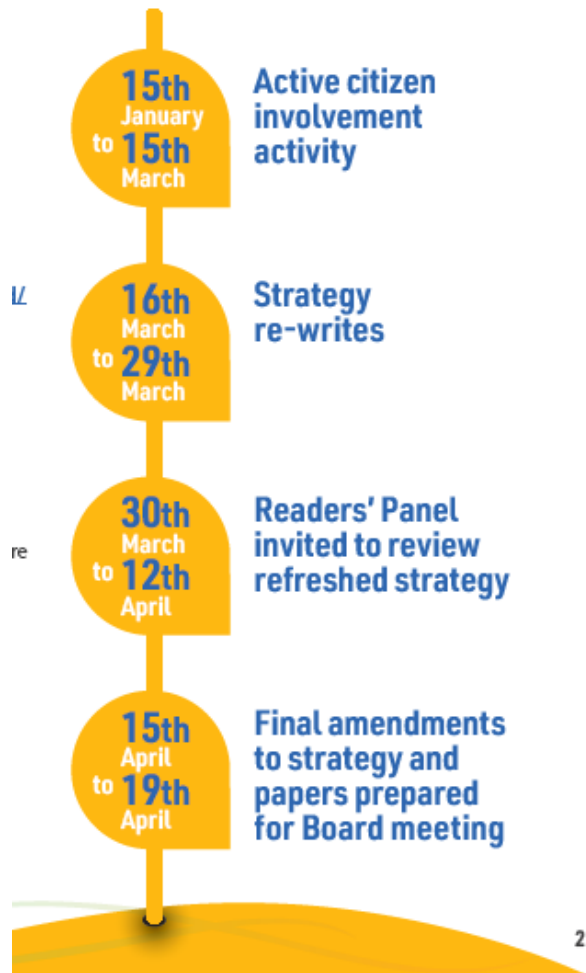 15th
January
to 15th
March
Active citizen
involvement
activity
16th
March
to 29th
March
Strategy
re-writes
30th
March
to 12th
April
Readers’ Panel
invited to review
refreshed strategy
15th
April
to 19th
April
Final amendments
to strategy and
papers prepared
for Board meeting
re
2